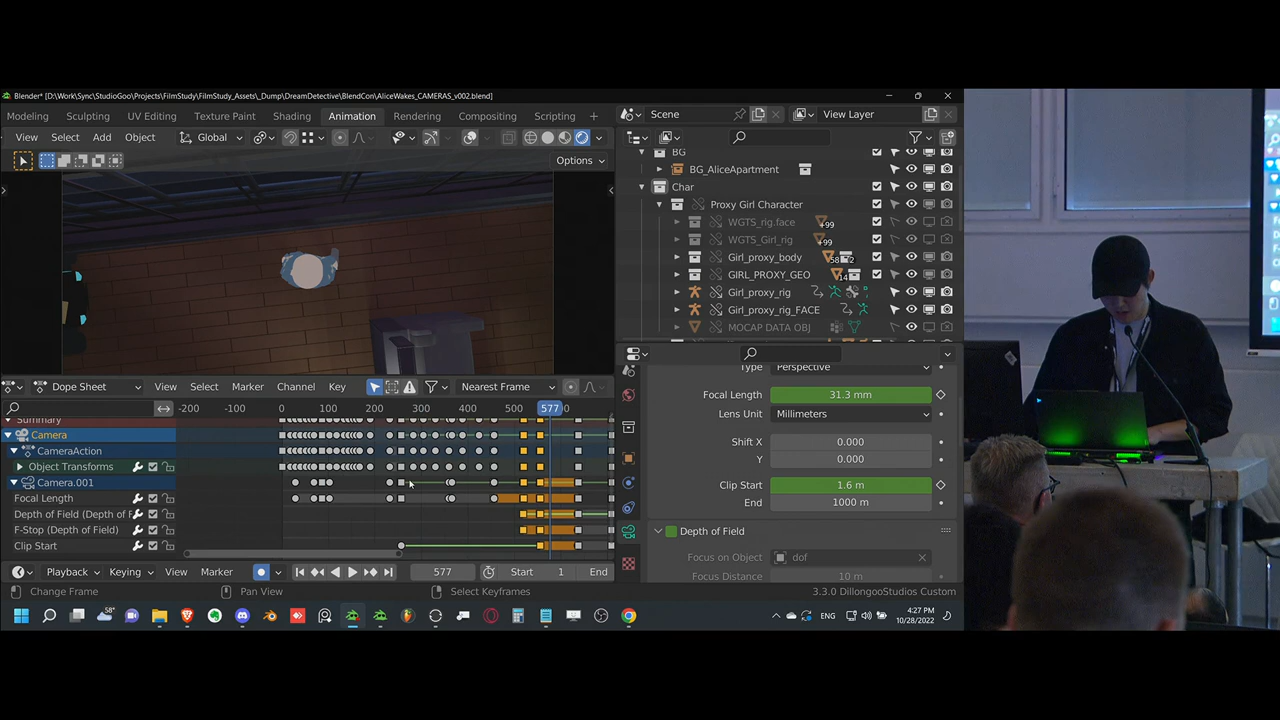 Blender* [D:\Work\Sync\StudioGoo\Projects\FilmStudy\FilmStudy_Assets\_Dump\DreamDetective\BlendCon\AliceWakes_CAMERAS_v002.blend]
Modeling Sculpting UV Editing Texture Paint Shading Animation Rendering Compositing Scripting
Scene View Layer
View Select Add Object Global
Options
BG
BG_AliceApartment
Char
Proxy Girl Character
WGTS_rig.face +99
WGTS_Girl_rig +99
Girl_proxy_body 58 2
GIRL_PROXY_GEO 14
Girl_proxy_rig
Girl_proxy_rig_FACE
MOCAP DATA OBJ
Dope Sheet View Select Marker Channel Key Nearest Frame
-200 -100 0 100 200 300 400 500 577
Summary
Camera
CameraAction
Object Transforms
Camera.001
Focal Length
Depth of Field (Depth of F
F-Stop (Depth of Field)
Clip Start
Type Perspective
Focal Length 31.3 mm
Lens Unit Millimeters
Shift X 0.000
Y 0.000
Clip Start 1.6 m
End 1000 m
Depth of Field
Focus on Object dof
Focus Distance 10 m
Playback Keying View Marker 577 Start 1 End
Change Frame Pan View Select Keyframes 3.3.0 DillongooStudios Custom
58° ENG 4:27 PM
10/28/2022